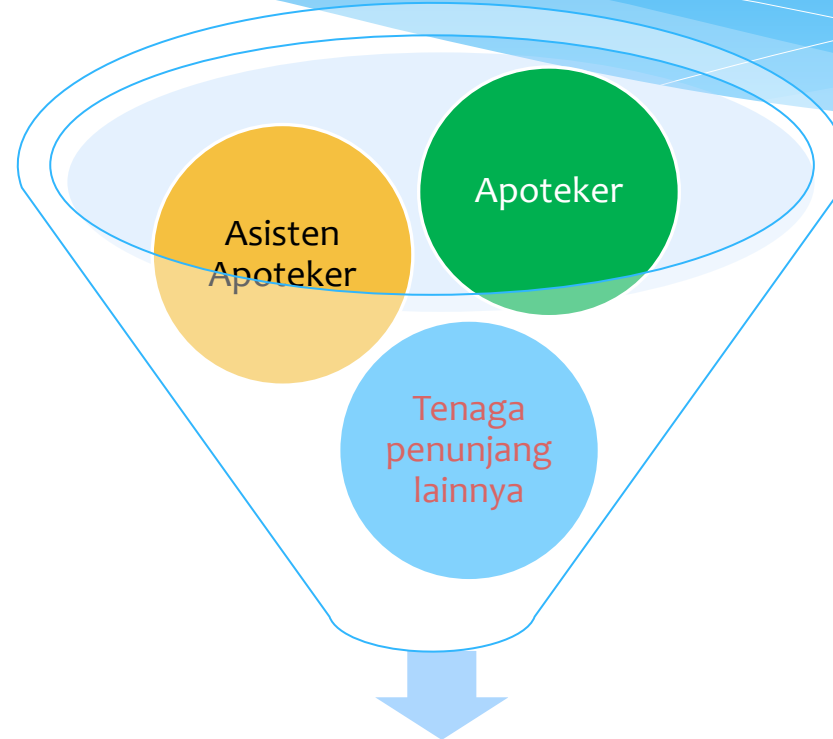 Apoteker
Asisten
Apoteker
Tenaga
penunjang
lainnya